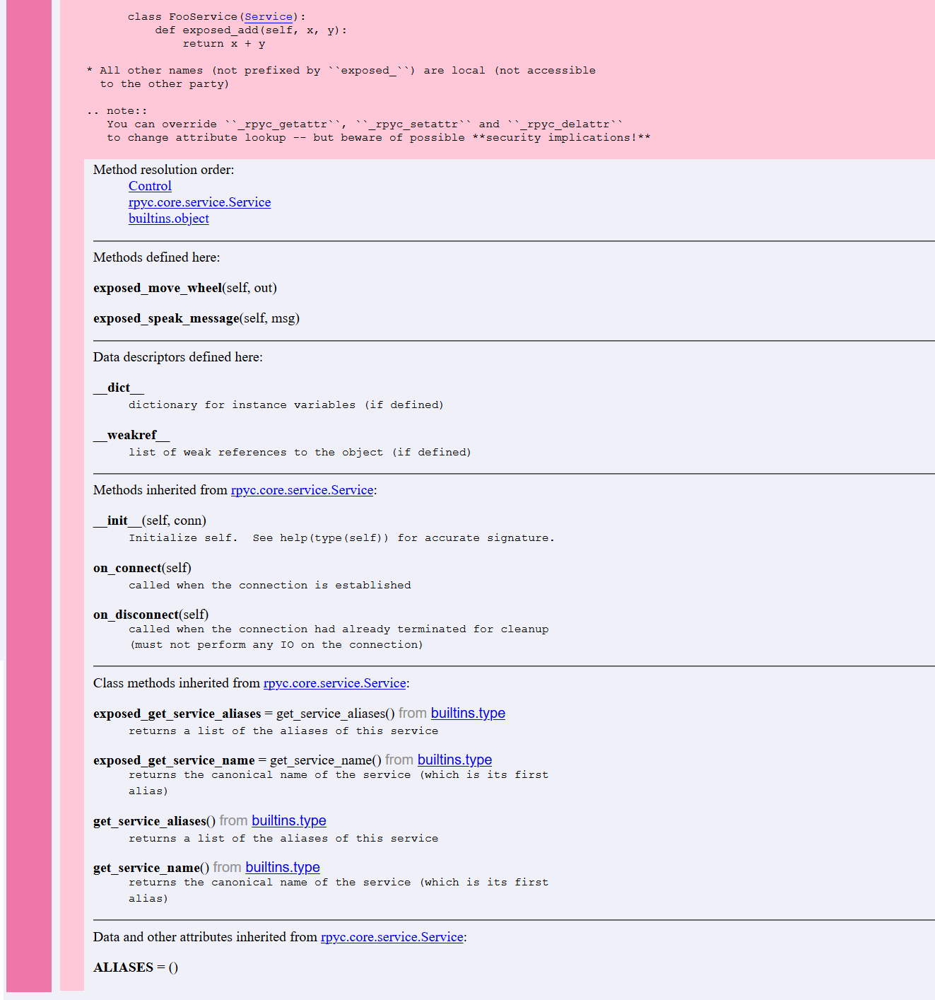 class FooService(Service):
def exposed_add(self, x, y):
return x + y
* All other names (not prefixed by ``exposed_``) are local (not accessible
to the other party)
.. note::
You can override ``_rpyc_getattr``, ``_rpyc_setattr`` and ``_rpyc_delattr``
to change attribute lookup -- but beware of possible **security implications!**
Method resolution order:
Control
rpyc.core.service.Service
builtins.object
Methods defined here:
exposed_move_wheel(self, out)
exposed_speak_message(self, msg)
Data descriptors defined here:
__dict__
dictionary for instance variables (if defined)
__weakref__
list of weak references to the object (if defined)
Methods inherited from rpyc.core.service.Service:
__init__(self, conn)
Initialize self.  See help(type(self)) for accurate signature.
on_connect(self)
called when the connection is established
on_disconnect(self)
called when the connection had already terminated for cleanup
(must not perform any IO on the connection)
Class methods inherited from rpyc.core.service.Service:
exposed_get_service_aliases = get_service_aliases() from builtins.type
returns a list of the aliases of this service
exposed_get_service_name = get_service_name() from builtins.type
returns the canonical name of the service (which is its first
alias)
get_service_aliases() from builtins.type
returns a list of the aliases of this service
get_service_name() from builtins.type
returns the canonical name of the service (which is its first
alias)
Data and other attributes inherited from rpyc.core.service.Service:
ALIASES = ()